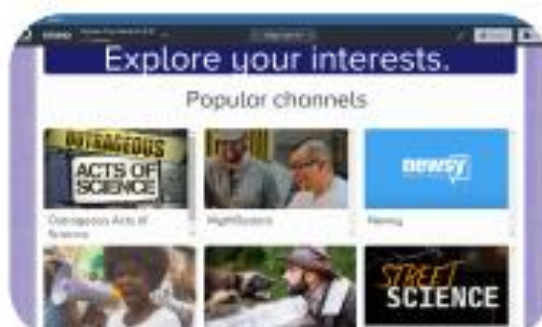 Explore your interests.
Popular channels
OUTRAGEOUS
ACTS OF
SCIENCE
newsy
Outrageous Acts of
Science
MythBusters
Newsy
STREET
SCIENCE